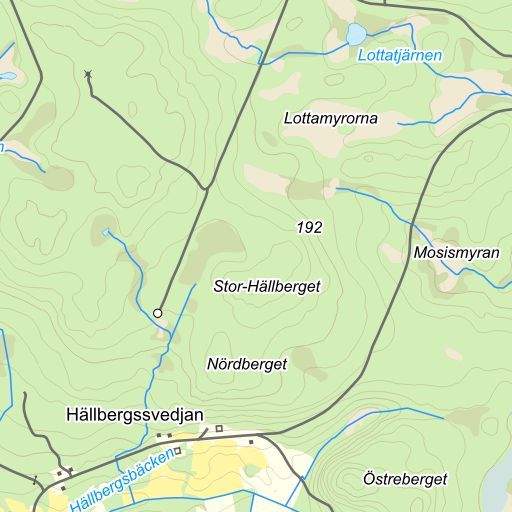 Lottatjärnen
Lottamyrorna
n
192
Mosismyran
Stor-Hällberget
Nördberget
Hällbergssvedjan
Hällbergsbäcken
Östreberget